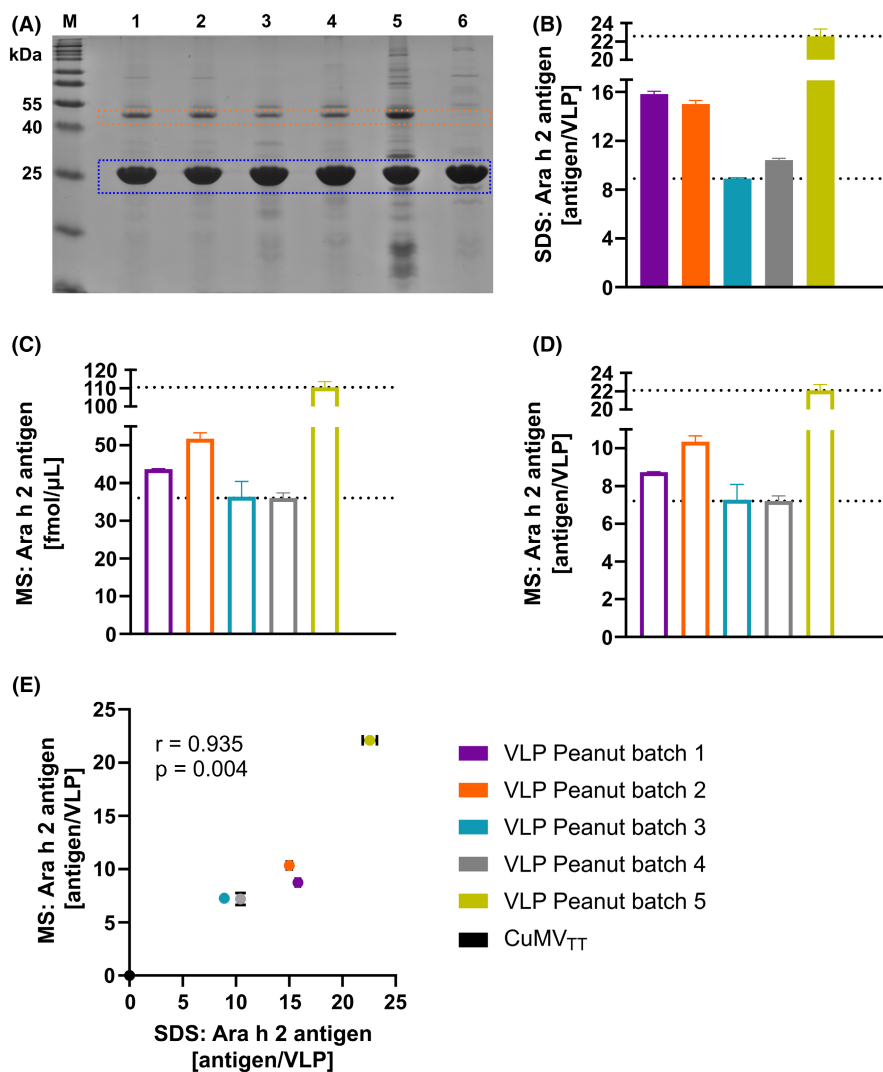 (A)
M 1 2 3 4 5 6
kDa
55
40
25
(B)
24
22
20
16
12
8
4
0
SDS: Ara h 2 antigen
[antigen/VLP]
(C)
120
110
100
50
40
30
20
10
0
MS: Ara h 2 antigen
[fmol/µL]
(D)
24
22
20
10
8
6
4
2
0
MS: Ara h 2 antigen
[antigen/VLP]
(E)
25
20
15
10
5
0
MS: Ara h 2 antigen
[antigen/VLP]
r = 0.935
p = 0.004
0 5 10 15 20 25
SDS: Ara h 2 antigen
[antigen/VLP]
VLP Peanut batch 1
VLP Peanut batch 2
VLP Peanut batch 3
VLP Peanut batch 4
VLP Peanut batch 5
CuMVTT